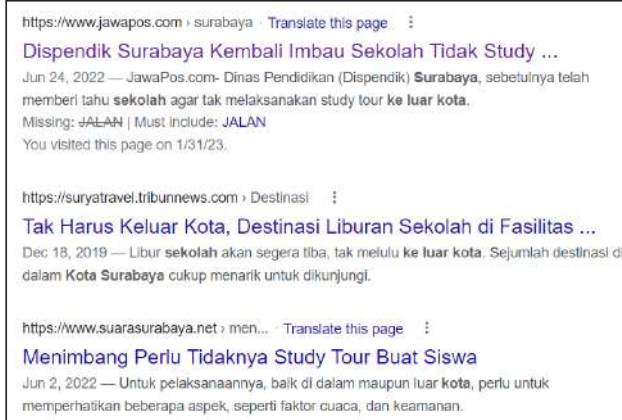 https://www.jawapos.com › surabaya · Translate this page ⋮
Dispendik Surabaya Kembali Imbau Sekolah Tidak Study ...
Jun 24, 2022 — JawaPos.com- Dinas Pendidikan (Dispendik) Surabaya, sebetulnya telah
memberi tahu sekolah agar tak melaksanakan study tour ke luar kota.
Missing: JALAN | Must include: JALAN
You visited this page on 1/31/23.
https://suryatravel.tribunnews.com › Destinasi ⋮
Tak Harus Keluar Kota, Destinasi Liburan Sekolah di Fasilitas ...
Dec 18, 2019 — Libur sekolah akan segera tiba, tak melulu ke luar kota. Sejumlah destinasi di
dalam Kota Surabaya cukup menarik untuk dikunjungi.
https://www.suarasurabaya.net › men... · Translate this page ⋮
Menimbang Perlu Tidaknya Study Tour Buat Siswa
Jun 2, 2022 — Untuk pelaksanaannya, baik di dalam maupun luar kota, perlu untuk
memperhatikan beberapa aspek, seperti faktor cuaca, dan keamanan.